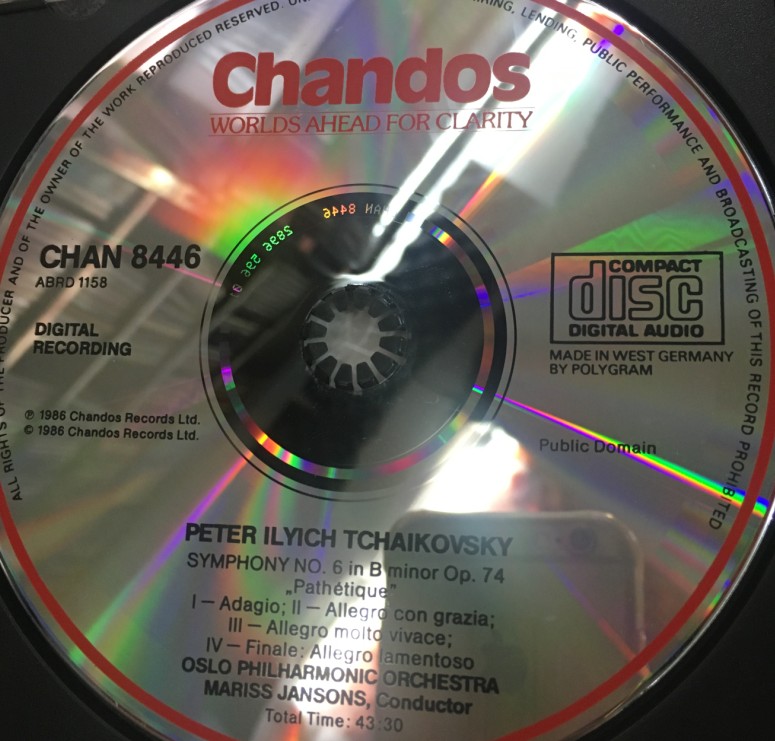 ALL RIGHTS OF THE PRODUCER AND OF THE OWNER OF THE WORK REPRODUCED RESERVED.
LENDING, PUBLIC PERFORMANCE AND BROADCASTING OF THIS RECORD PROHIBITED
Chandos
WORLDS AHEAD FOR CLARITY
CHAN 8446
2896 596
CHAN 8446
ABRD 1158
DIGITAL
RECORDING
COMPACT
disc
DIGITAL AUDIO
MADE IN WEST GERMANY
BY POLYGRAM
℗ 1986 Chandos Records Ltd.
© 1986 Chandos Records Ltd.
Public Domain
PETER ILYICH TCHAIKOVSKY
SYMPHONY NO. 6 in B minor Op. 74
„Pathétique”
I – Adagio; II – Allegro con grazia;
III – Allegro molto vivace;
IV – Finale: Allegro lamentoso
OSLO PHILHARMONIC ORCHESTRA
MARISS JANSONS, Conductor
Total Time: 43:30